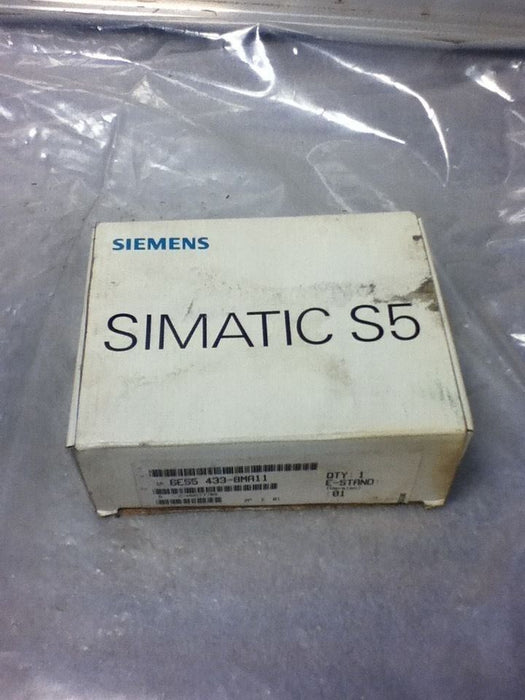 SIEMENS
SIMATIC S5
6ES5 433-8MA11
QTY: 1
E-STAND:
01